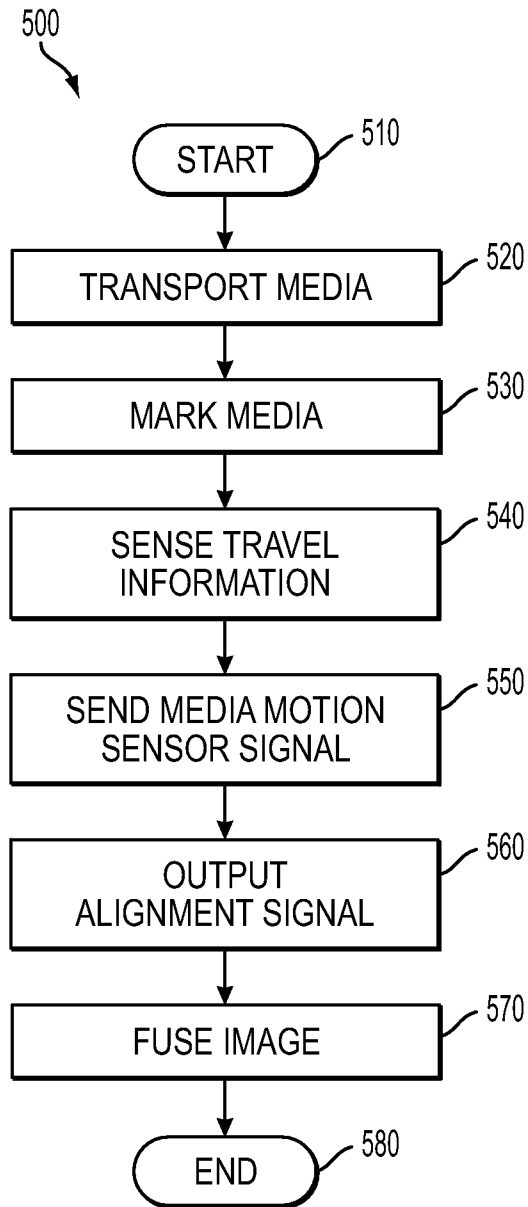 500
START
510
TRANSPORT MEDIA
520
MARK MEDIA
530
SENSE TRAVEL
INFORMATION
540
SEND MEDIA MOTION
SENSOR SIGNAL
550
OUTPUT
ALIGNMENT SIGNAL
560
FUSE IMAGE
570
END
580